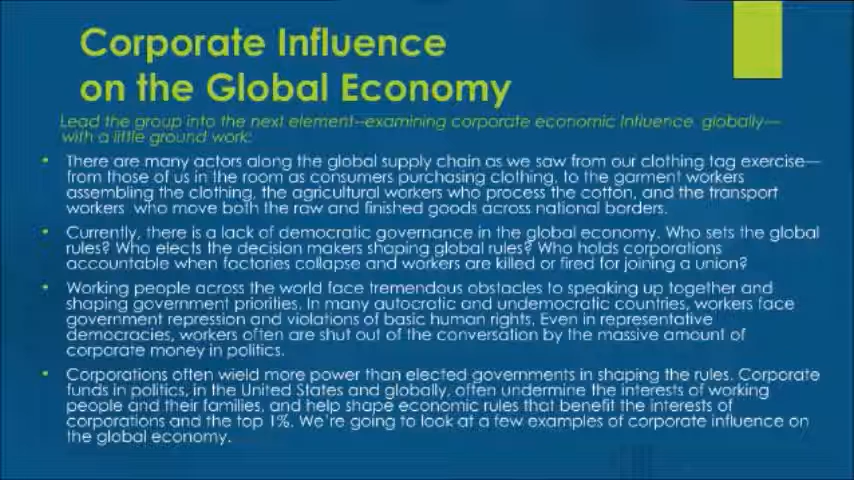 Corporate Influence
on the Global Economy
Lead the group into the next element--examining corporate economic influence globally—
with a little ground work:
• There are many actors along the global supply chain as we saw from our clothing tag exercise—
from those of us in the room as consumers purchasing clothing, to the garment workers
assembling the clothing, the agricultural workers who process the cotton, and the transport
workers who move both the raw and finished goods across national borders.
• Currently, there is a lack of democratic governance in the global economy. Who sets the global
rules? Who elects the decision makers shaping global rules? Who holds corporations
accountable when factories collapse and workers are killed or fired for joining a union?
• Working people across the world face tremendous obstacles to speaking up together and
shaping government priorities. In many autocratic and undemocratic countries, workers face
government repression and violations of basic human rights. Even in representative
democracies, workers often are shut out of the conversation by the massive amount of
corporate money in politics.
• Corporations often wield more power than elected governments in shaping the rules. Corporate
funds in politics, in the United States and globally, often undermine the interests of working
people and their families, and help shape economic rules that benefit the interests of
corporations and the top 1%. We're going to look at a few examples of corporate influence on
the global economy.